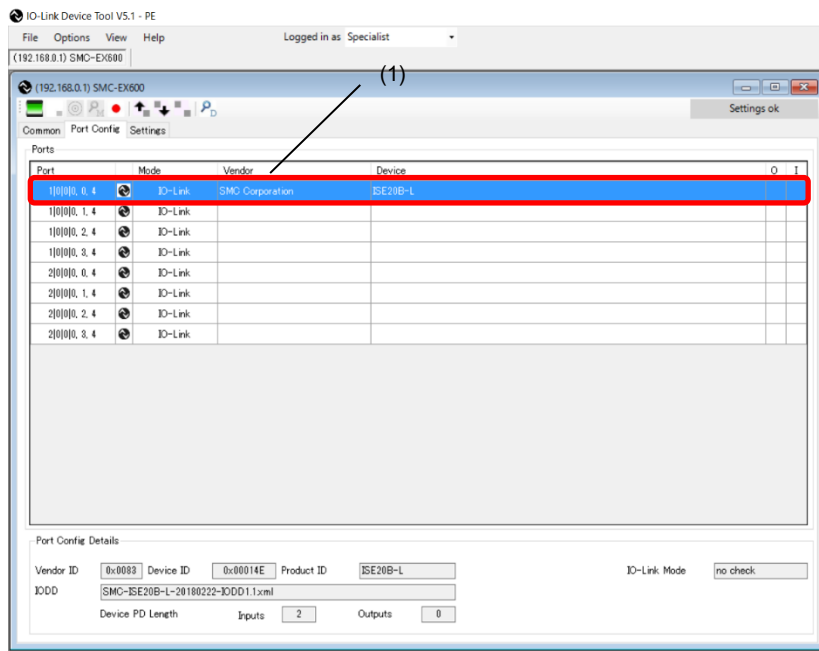 IO-Link Device Tool V5.1 - PE
File Options View Help Logged in as Specialist
(192.168.0.1) SMC-EX600
(1)
(192.168.0.1) SMC-EX600
Settings ok
Common Port Config Settings
Ports
Port Mode Vendor Device O I
1|0|0|0, 0, 4 IO-Link SMC Corporation ISE20B-L
1|0|0|0, 1, 4 IO-Link
1|0|0|0, 2, 4 IO-Link
1|0|0|0, 3, 4 IO-Link
2|0|0|0, 0, 4 IO-Link
2|0|0|0, 1, 4 IO-Link
2|0|0|0, 2, 4 IO-Link
2|0|0|0, 3, 4 IO-Link
Port Config Details
Vendor ID 0x0083 Device ID 0x00014E Product ID ISE20B-L IO-Link Mode no check
IODD SMC-ISE20B-L-20180222-IODD1.1.xml
Device PD Length Inputs 2 Outputs 0